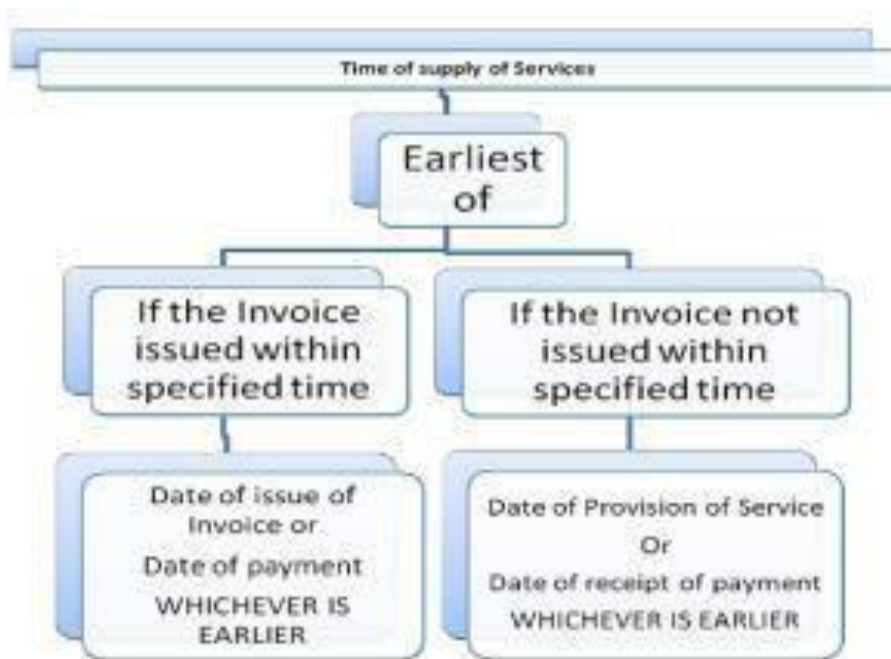 Time of supply of Services
Earliest
of
If the Invoice
issued within
specified time
If the Invoice not
issued within
specified time
Date of issue of
Invoice or
Date of payment
WHICHEVER IS
EARLIER
Date of Provision of Service
Or
Date of receipt of payment
WHICHEVER IS EARLIER